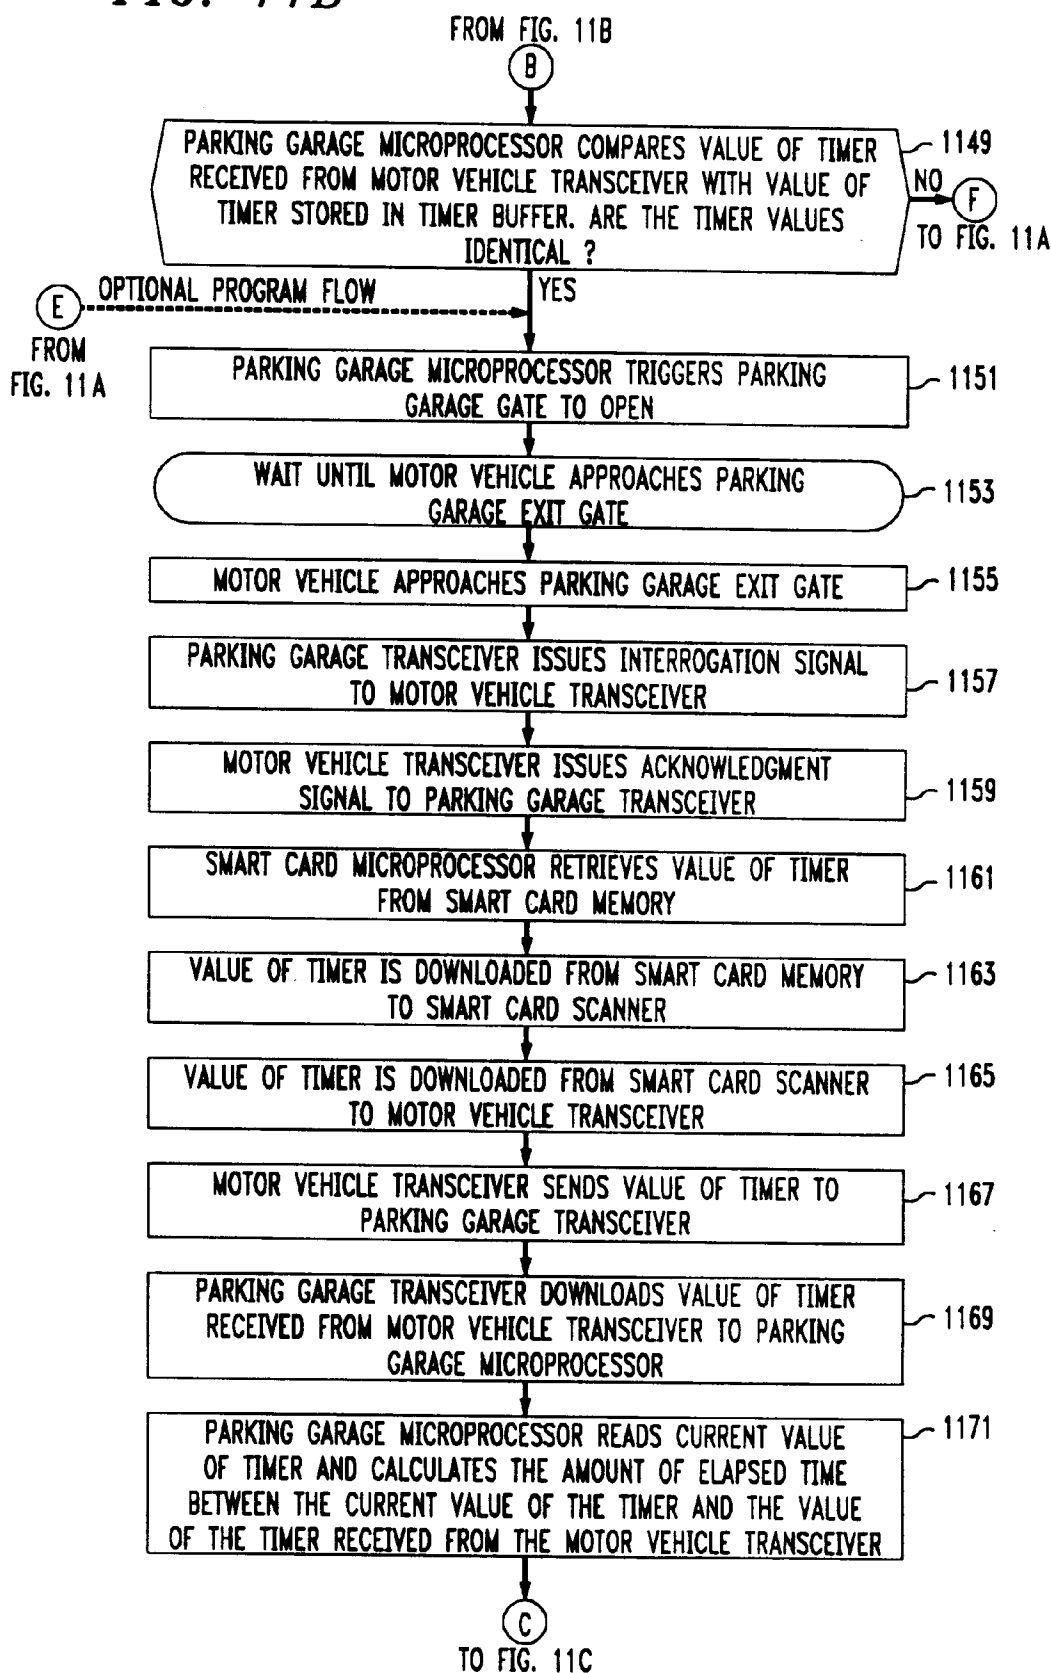 FIG. 11B
FROM FIG. 11B
B
PARKING GARAGE MICROPROCESSOR COMPARES VALUE OF TIMER
RECEIVED FROM MOTOR VEHICLE TRANSCEIVER WITH VALUE OF
TIMER STORED IN TIMER BUFFER. ARE THE TIMER VALUES
IDENTICAL ?
1149
NO
F
TO FIG. 11A
YES
OPTIONAL PROGRAM FLOW
E
FROM
FIG. 11A
PARKING GARAGE MICROPROCESSOR TRIGGERS PARKING
GARAGE GATE TO OPEN
1151
WAIT UNTIL MOTOR VEHICLE APPROACHES PARKING
GARAGE EXIT GATE
1153
MOTOR VEHICLE APPROACHES PARKING GARAGE EXIT GATE
1155
PARKING GARAGE TRANSCEIVER ISSUES INTERROGATION SIGNAL
TO MOTOR VEHICLE TRANSCEIVER
1157
MOTOR VEHICLE TRANSCEIVER ISSUES ACKNOWLEDGMENT
SIGNAL TO PARKING GARAGE TRANSCEIVER
1159
SMART CARD MICROPROCESSOR RETRIEVES VALUE OF TIMER
FROM SMART CARD MEMORY
1161
VALUE OF TIMER IS DOWNLOADED FROM SMART CARD MEMORY
TO SMART CARD SCANNER
1163
VALUE OF TIMER IS DOWNLOADED FROM SMART CARD SCANNER
TO MOTOR VEHICLE TRANSCEIVER
1165
MOTOR VEHICLE TRANSCEIVER SENDS VALUE OF TIMER TO
PARKING GARAGE TRANSCEIVER
1167
PARKING GARAGE TRANSCEIVER DOWNLOADS VALUE OF TIMER
RECEIVED FROM MOTOR VEHICLE TRANSCEIVER TO PARKING
GARAGE MICROPROCESSOR
1169
PARKING GARAGE MICROPROCESSOR READS CURRENT VALUE
OF TIMER AND CALCULATES THE AMOUNT OF ELAPSED TIME
BETWEEN THE CURRENT VALUE OF THE TIMER AND THE VALUE
OF THE TIMER RECEIVED FROM THE MOTOR VEHICLE TRANSCEIVER
1171
C
TO FIG. 11C